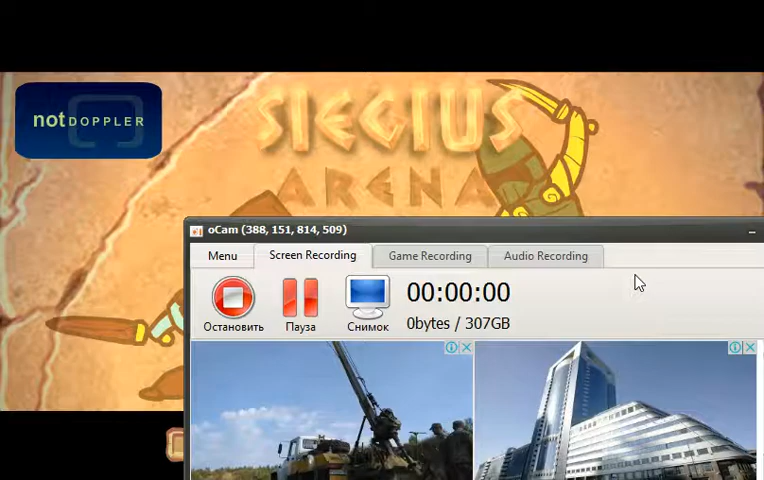 notDOPPLER
SIEGIUS
ARENA
oCam (388, 151, 814, 509)
Menu
Screen Recording
Game Recording
Audio Recording
00:00:00
0bytes / 307GB
Остановить
Пауза
Снимок